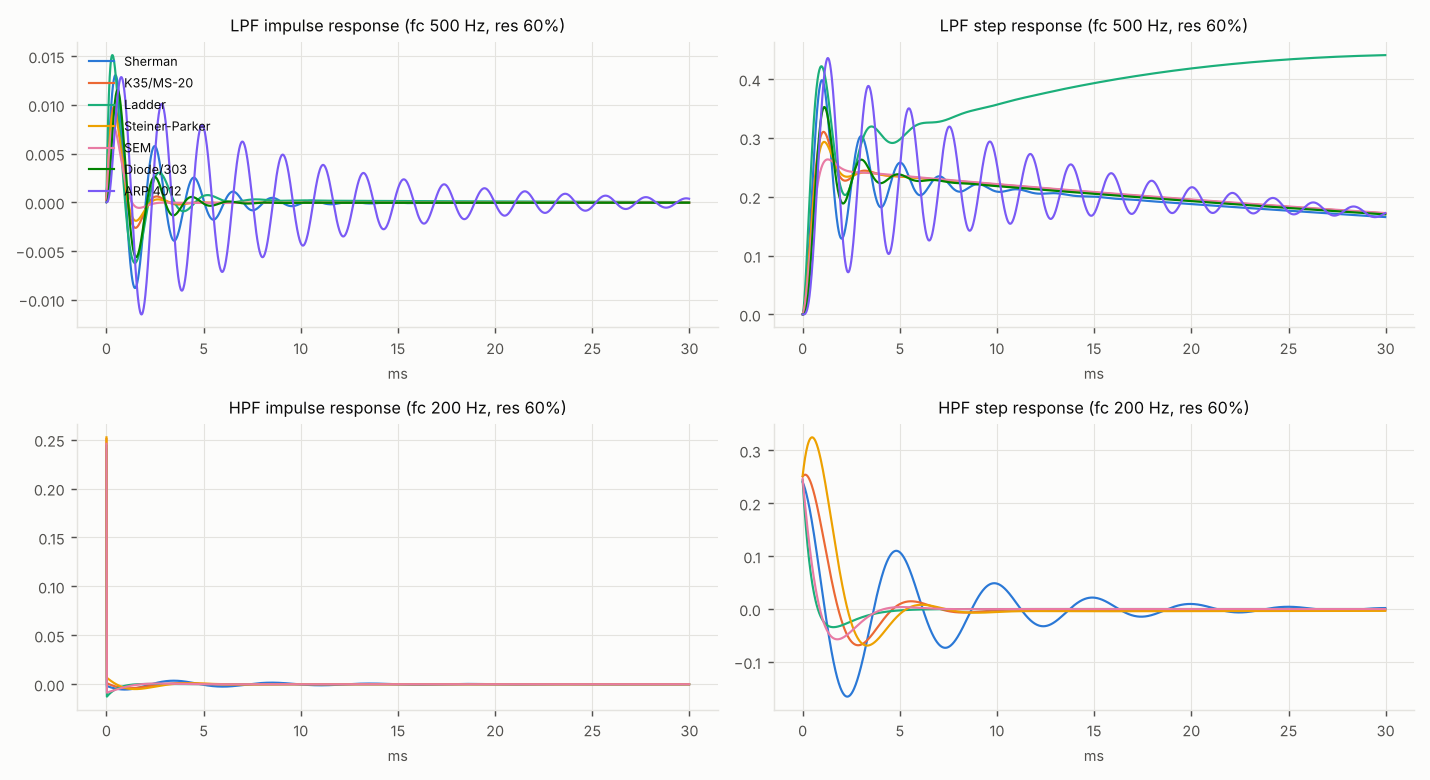 LPF impulse response (fc 500 Hz, res 60%)
0.015
0.010
0.005
0.000
−0.005
−0.010
Sherman
K35/MS-20
Ladder
Steiner-Parker
SEM
Diode/303
ARP 4012
0 5 10 15 20 25 30
ms
LPF step response (fc 500 Hz, res 60%)
0.4
0.3
0.2
0.1
0.0
0 5 10 15 20 25 30
ms
HPF impulse response (fc 200 Hz, res 60%)
0.25
0.20
0.15
0.10
0.05
0.00
0 5 10 15 20 25 30
ms
HPF step response (fc 200 Hz, res 60%)
0.3
0.2
0.1
0.0
−0.1
0 5 10 15 20 25 30
ms